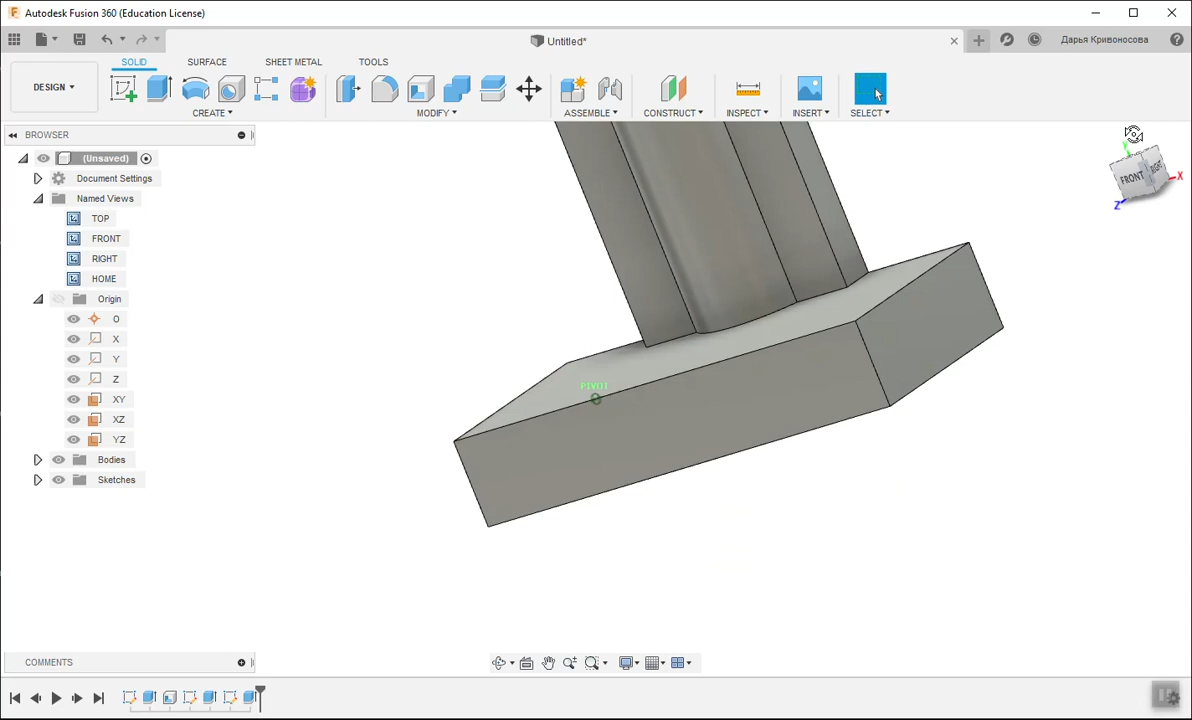 Autodesk Fusion 360 (Education License)
Untitled*
Дарья Кривоносова
DESIGN
SOLID
SURFACE
SHEET METAL
TOOLS
CREATE
MODIFY
ASSEMBLE
CONSTRUCT
INSPECT
INSERT
SELECT
BROWSER
(Unsaved)
Document Settings
Named Views
TOP
FRONT
RIGHT
HOME
Origin
O
X
Y
Z
XY
XZ
YZ
Bodies
Sketches
PIVOT
Y
FRONT
RIGHT
X
Z
COMMENTS